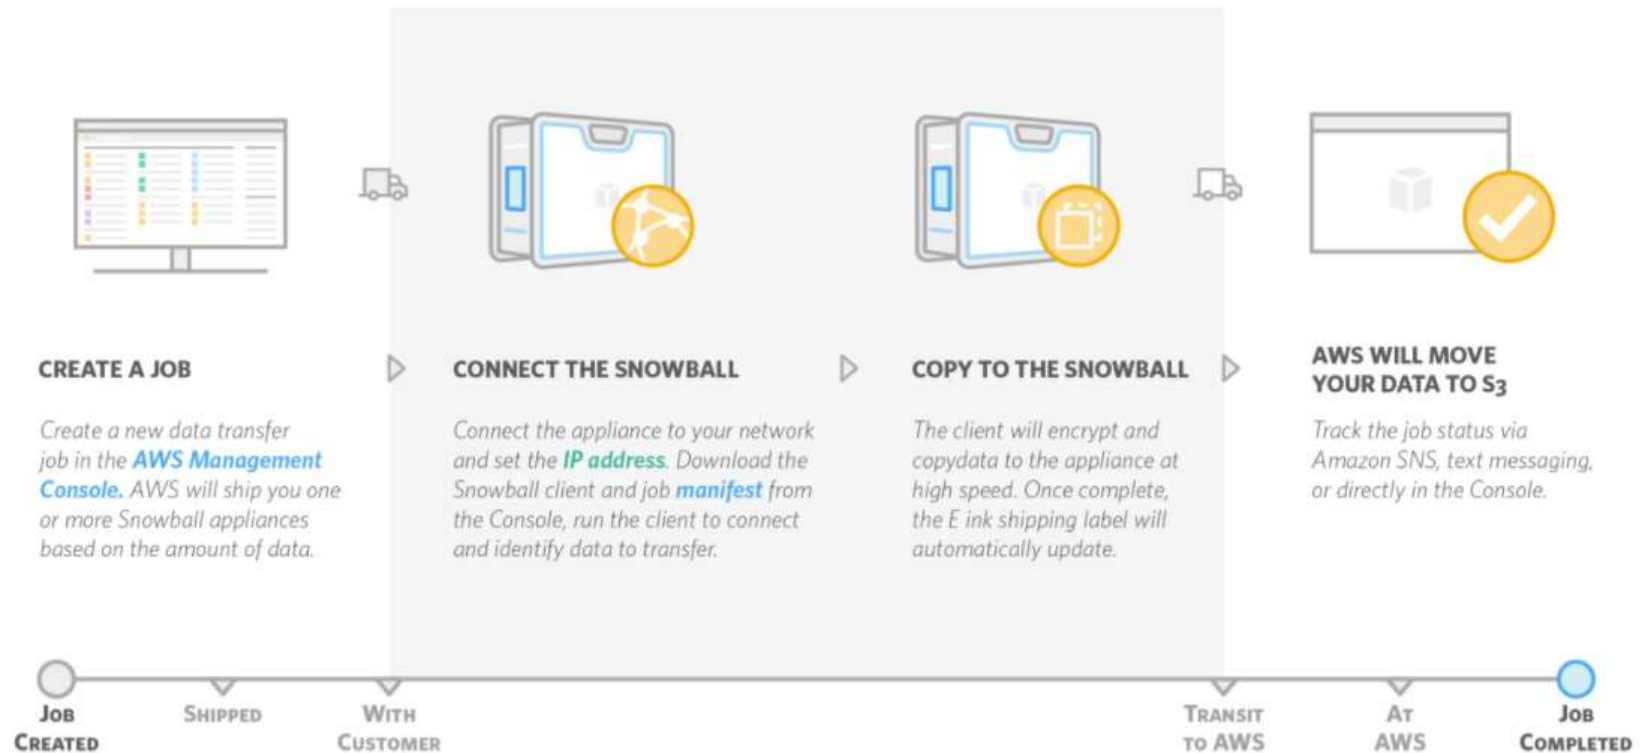 CREATE A JOB
Create a new data transfer
job in the AWS Management
Console. AWS will ship you one
or more Snowball appliances
based on the amount of data.
CONNECT THE SNOWBALL
Connect the appliance to your network
and set the IP address. Download the
Snowball client and job manifest from
the Console, run the client to connect
and identify data to transfer.
COPY TO THE SNOWBALL
The client will encrypt and
copydata to the appliance at
high speed. Once complete,
the E ink shipping label will
automatically update.
AWS WILL MOVE
YOUR DATA TO S3
Track the job status via
Amazon SNS, text messaging,
or directly in the Console.
JOB
CREATED
SHIPPED
WITH
CUSTOMER
TRANSIT
TO AWS
AT
AWS
JOB
COMPLETED